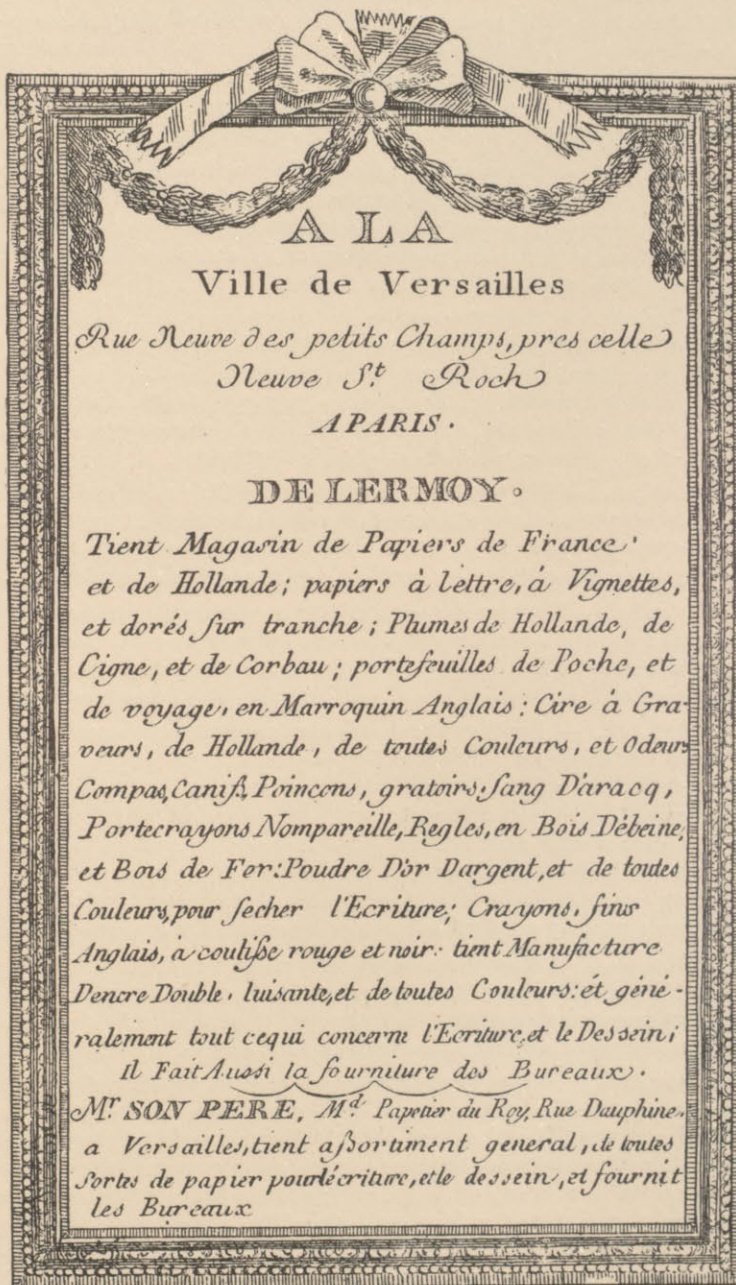 A LA
Ville de Versailles
Rue Neuve des petits Champs, pres celle
Neuve St. Roch
A PARIS.
DE LERMOY.
Tient Magasin de Papiers de France
et de Hollande; papiers à lettre, à Vignettes,
et dorés sur tranche; Plumes de Hollande, de
Cigne, et de Corbau; portefeuilles de Poche, et
de voyage, en Marroquin Anglais: Cire à Gra-
veurs, de Hollande, de toutes Couleurs, et Odeurs
Compas, Canifs, Poincons, gratoirs, sang D'aracq,
Portecrayons Nompareille, Regles, en Bois Débeine,
et Bois de Fer: Poudre D'or Dargent, et de toutes
Couleurs, pour secher l'Ecriture; Crayons, fins
Anglais, à coulisse rouge et noir: tient Manufacture
Dencre Double, luisante, et de toutes Couleurs: ét géné-
ralement tout cequi concerne l'Ecriture, et le Dessein;
Il Fait Aussi la fourniture des Bureaux.
Mr SON PERE, Md Papetier du Roy, Rue Dauphine,
a Versailles, tient assortiment general, de toutes
sortes de papier pour lécriture, et le dessein, et fournit
les Bureaux